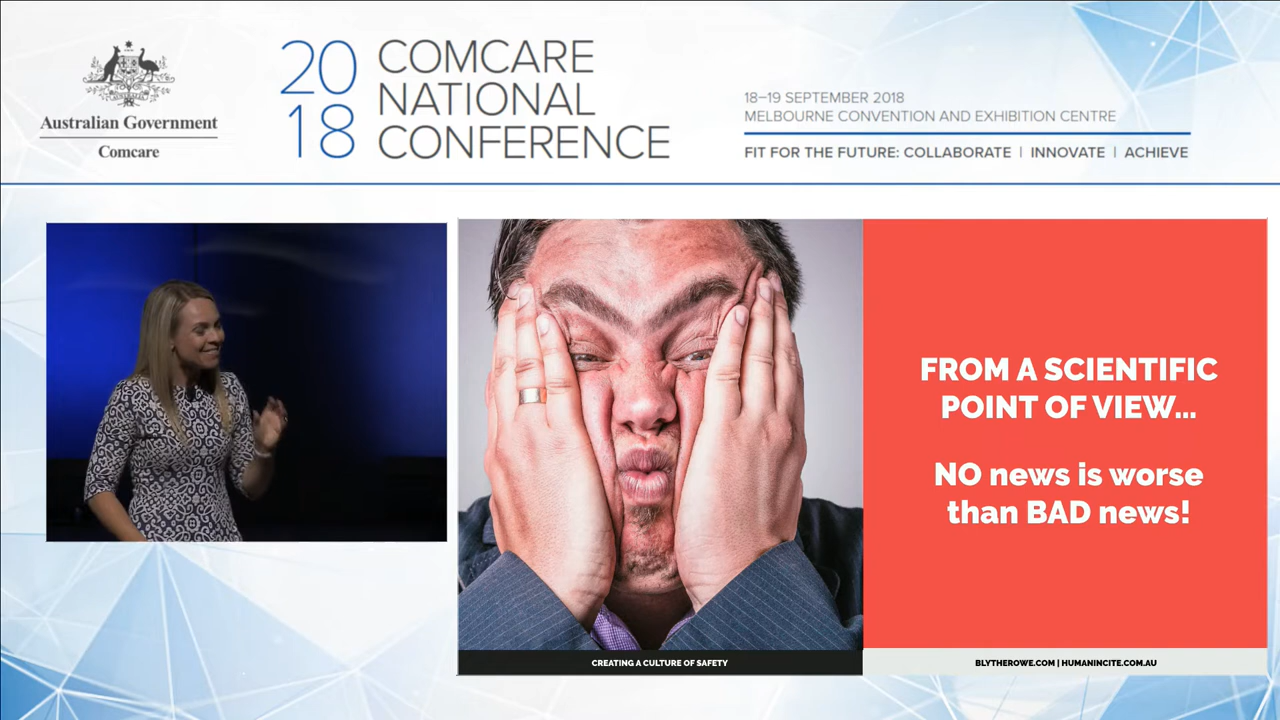 Australian Government
Comcare
20
18
COMCARE
NATIONAL
CONFERENCE
18–19 SEPTEMBER 2018
MELBOURNE CONVENTION AND EXHIBITION CENTRE
FIT FOR THE FUTURE: COLLABORATE | INNOVATE | ACHIEVE
FROM A SCIENTIFIC
POINT OF VIEW...
NO news is worse
than BAD news!
CREATING A CULTURE OF SAFETY
BLYTHEROWE.COM | HUMANINCITE.COM.AU